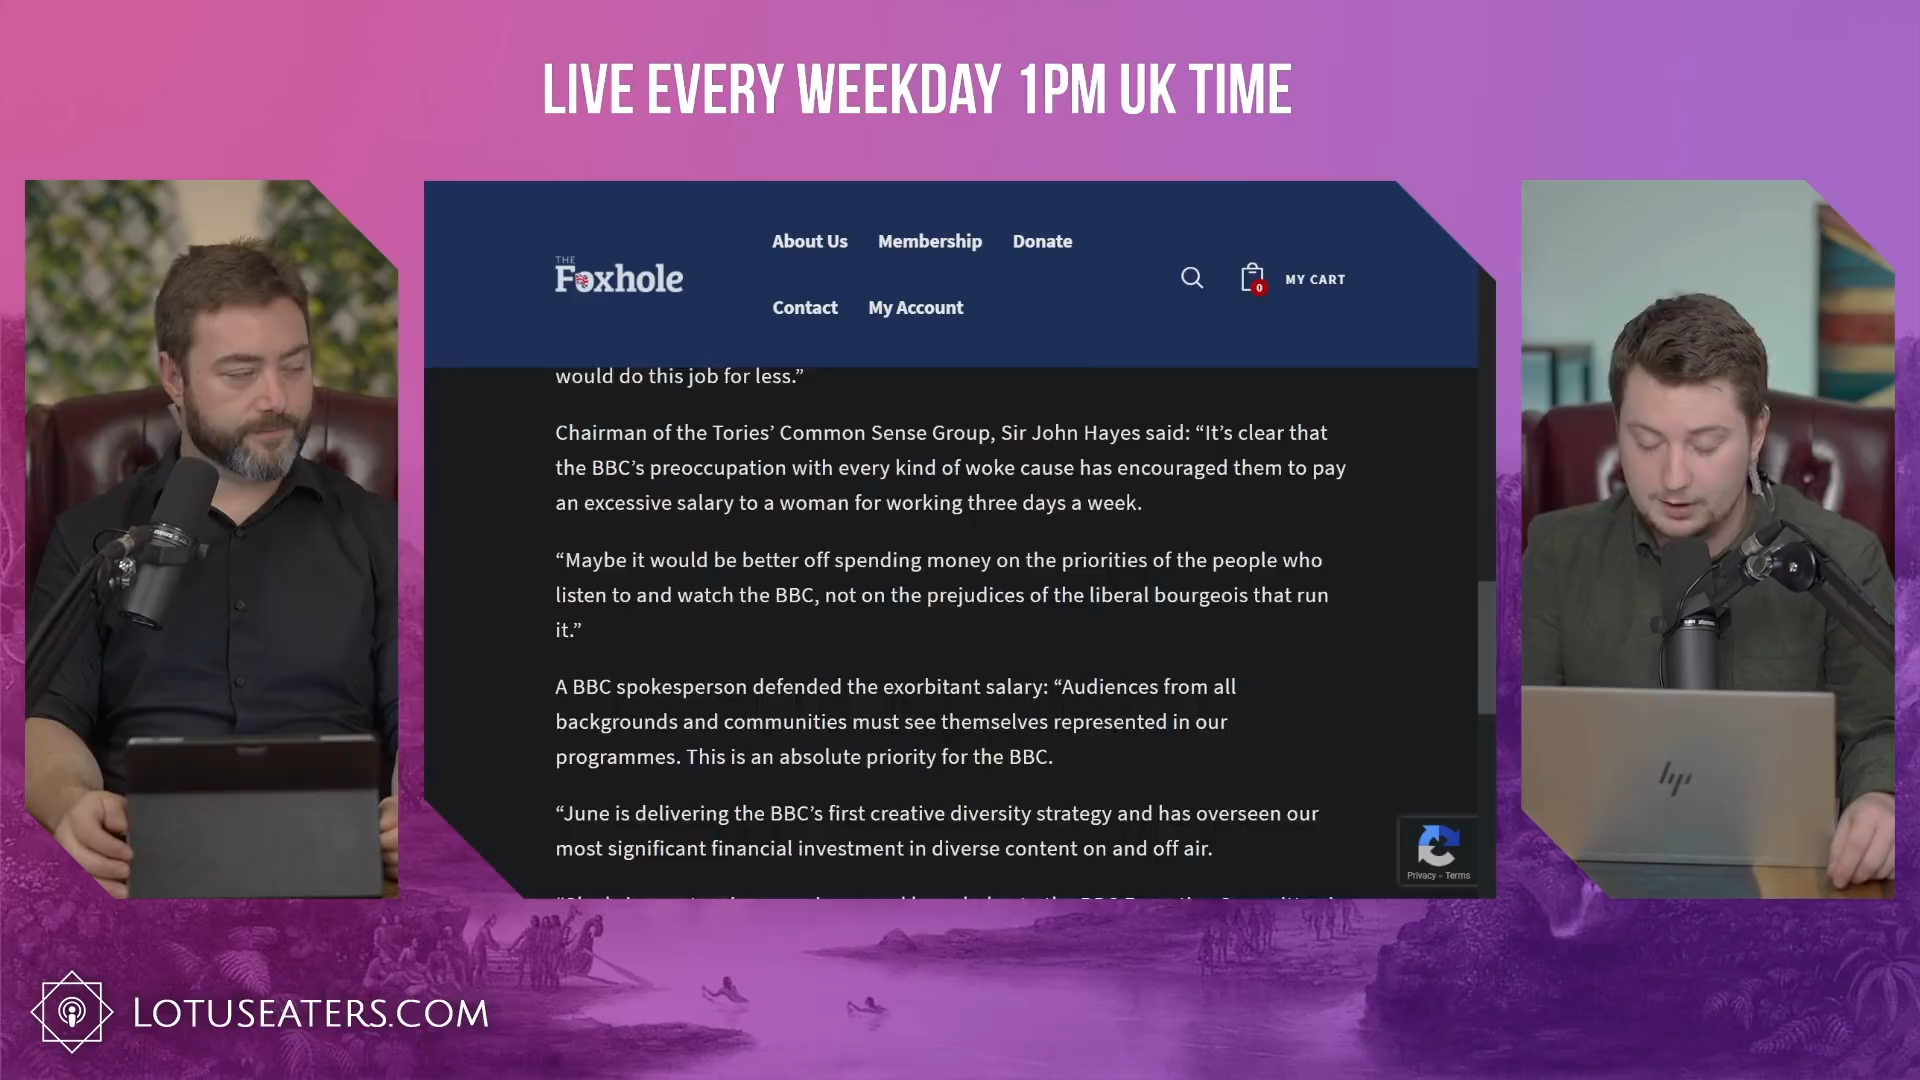 LIVE EVERY WEEKDAY 1PM UK TIME
THE
Foxhole
About Us Membership Donate
Contact My Account
0
MY CART
would do this job for less.”
Chairman of the Tories’ Common Sense Group, Sir John Hayes said: “It’s clear that
the BBC’s preoccupation with every kind of woke cause has encouraged them to pay
an excessive salary to a woman for working three days a week.
“Maybe it would be better off spending money on the priorities of the people who
listen to and watch the BBC, not on the prejudices of the liberal bourgeois that run
it.”
A BBC spokesperson defended the exorbitant salary: “Audiences from all
backgrounds and communities must see themselves represented in our
programmes. This is an absolute priority for the BBC.
“June is delivering the BBC’s first creative diversity strategy and has overseen our
most significant financial investment in diverse content on and off air.
Privacy - Terms
hp
LOTUSEATERS.COM